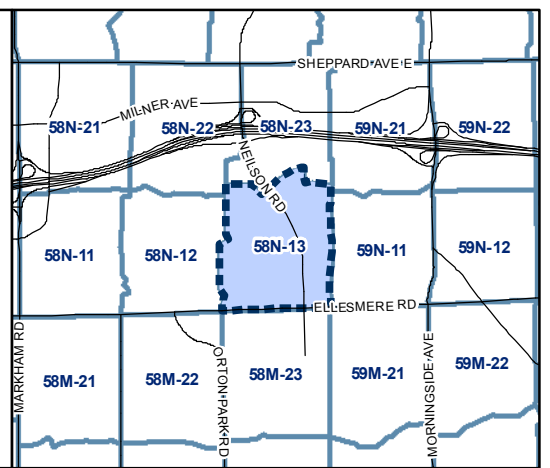 SHEPPARD AVE E
MILNER AVE
58N-21
58N-22
58N-23
59N-21
59N-22
NEILSON RD
58N-11
58N-12
58N-13
59N-11
59N-12
ELLESMERE RD
MARKHAM RD
ORTON PARK RD
MORNINGSIDE AVE
58M-21
58M-22
58M-23
59M-21
59M-22